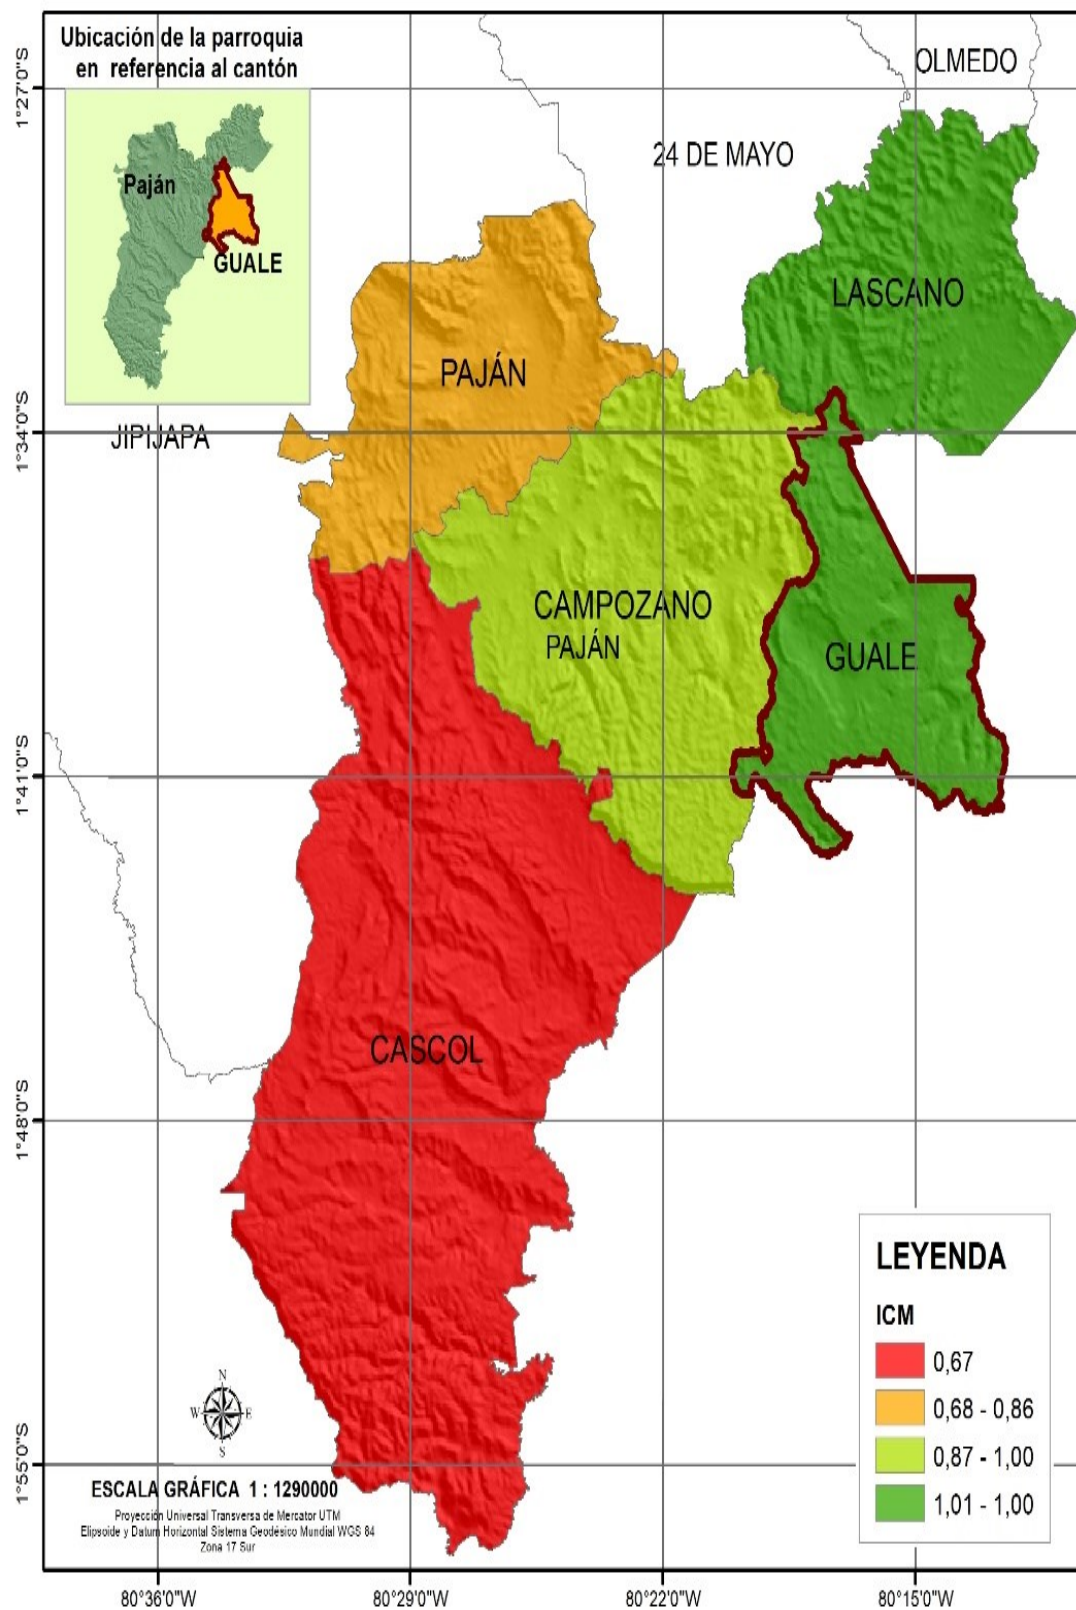 Ubicación de la parroquia
en referencia al cantón
Paján
GUALE
OLMEDO
24 DE MAYO
LASCANO
PAJÁN
JIPIJAPA
CAMPOZANO
PAJÁN
GUALE
CASCOL
1°27'0"S
1°34'0"S
1°41'0"S
1°48'0"S
1°55'0"S
LEYENDA
ICM
0,67
0,68 - 0,86
0,87 - 1,00
1,01 - 1,00
N
W E
S
ESCALA GRÁFICA 1 : 1290000
Proyección Universal Transversa de Mercator UTM
Elipsoide y Datum Horizontal Sistema Geodésico Mundial WGS 84
Zona 17 Sur
80°36'0"W 80°29'0"W 80°22'0"W 80°15'0"W